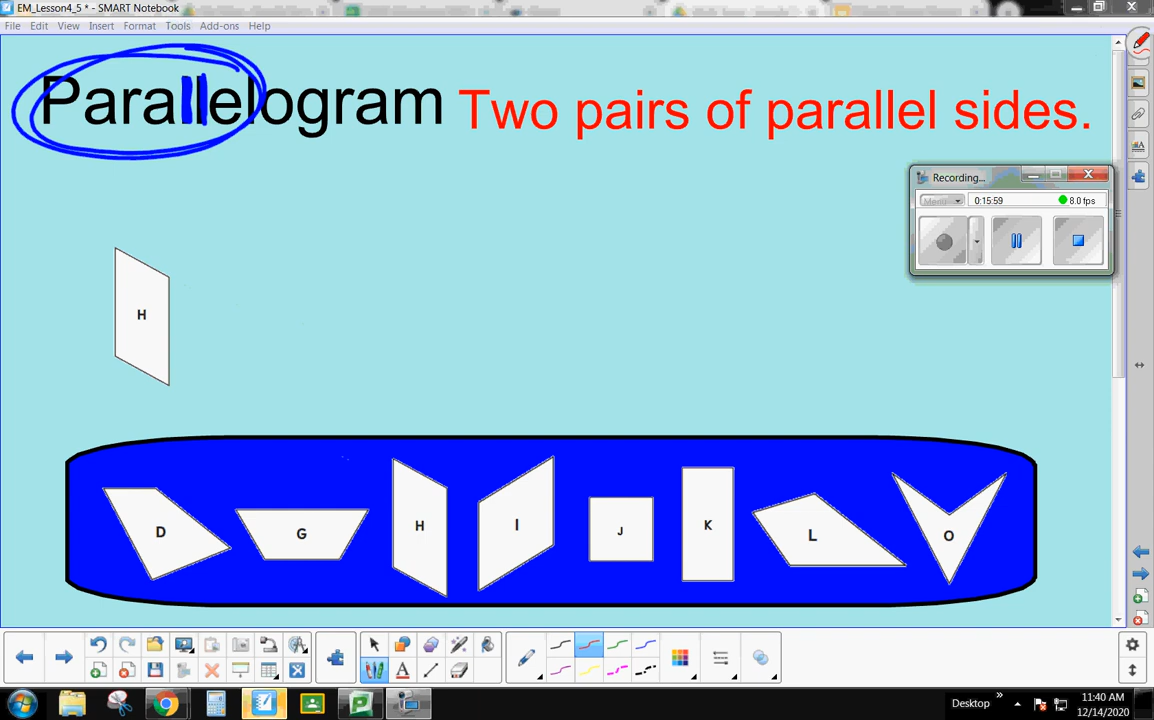 EM_Lesson4_5 * - SMART Notebook
File Edit View Insert Format Tools Add-ons Help
Parallelogram Two pairs of parallel sides.
Recording...
Menu 0:15:59 8.0 fps
H
D G H I J K L O
A
Desktop » 11:40 AM
12/14/2020